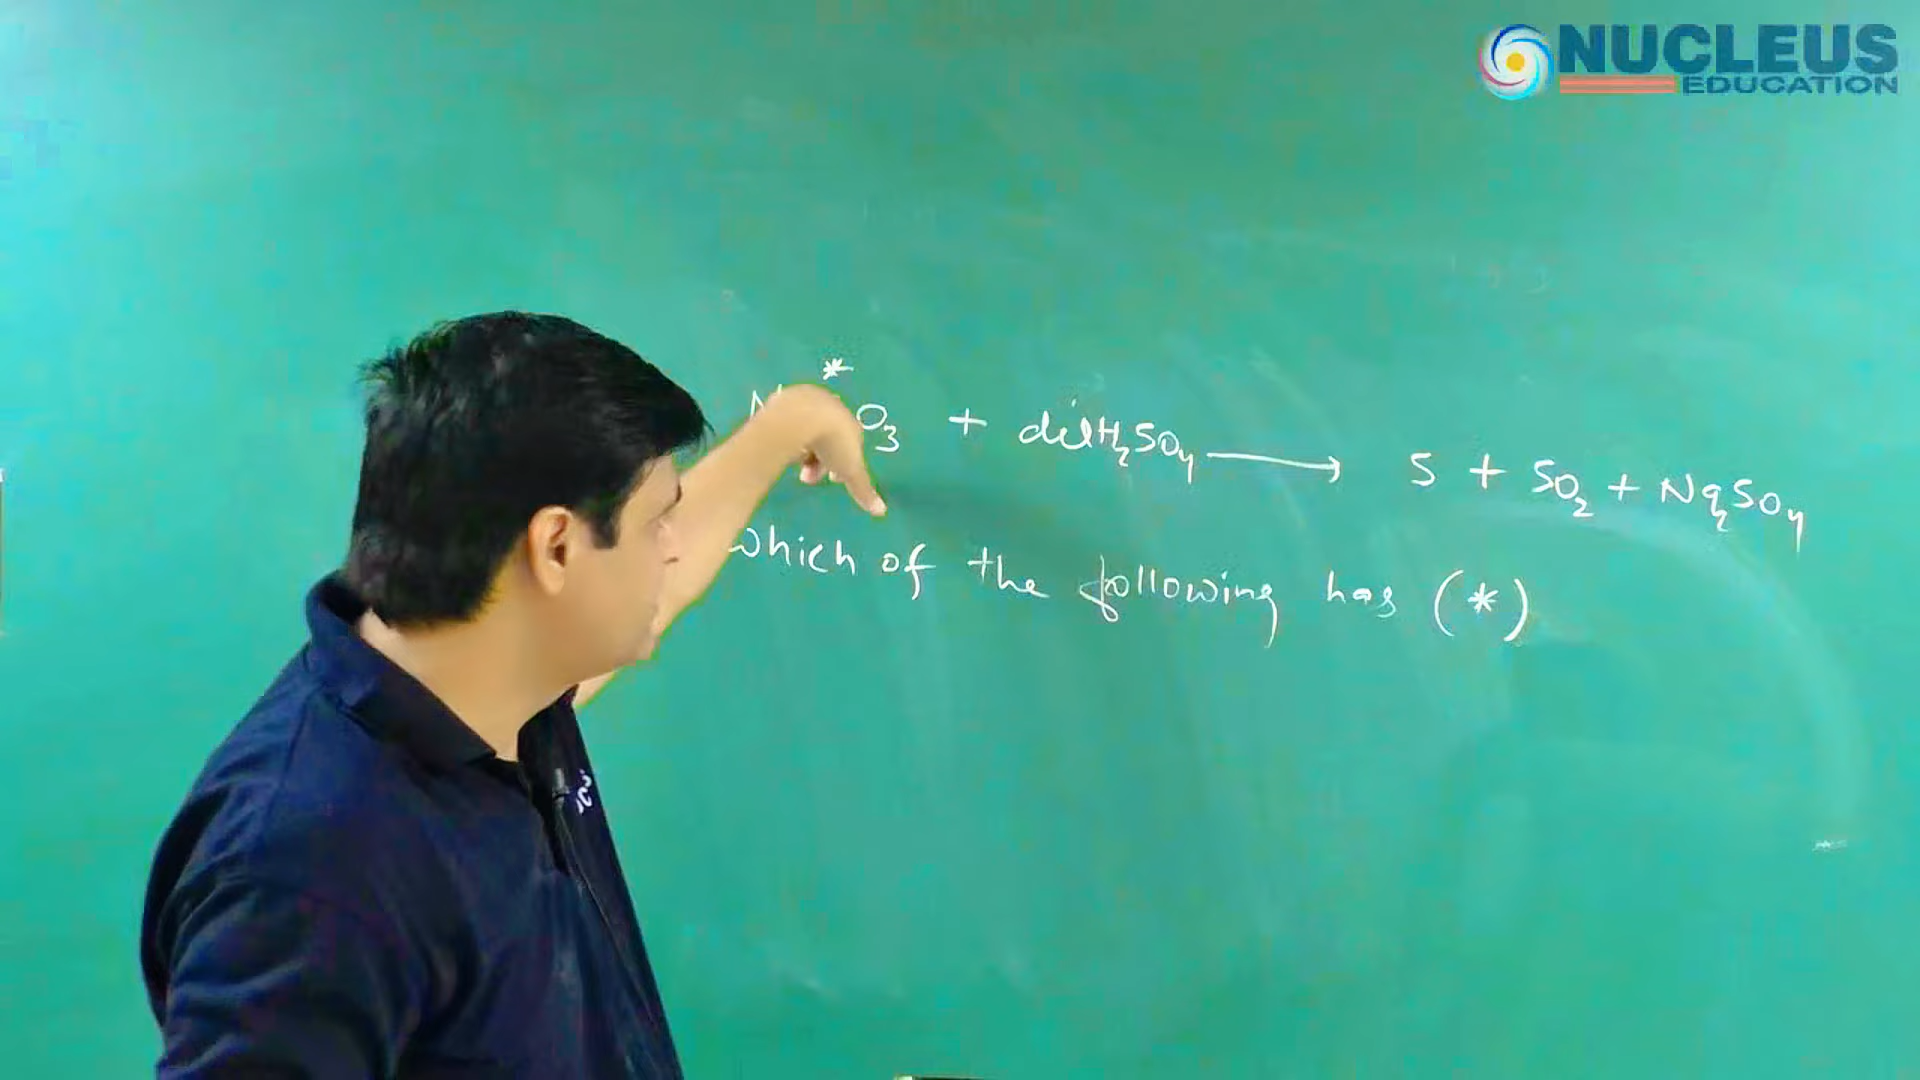 NUCLEUS
EDUCATION
*
N O₃ + dil H₂SO₄ ⟶ S + SO₂ + Na₂SO₄
which of the following has (*)